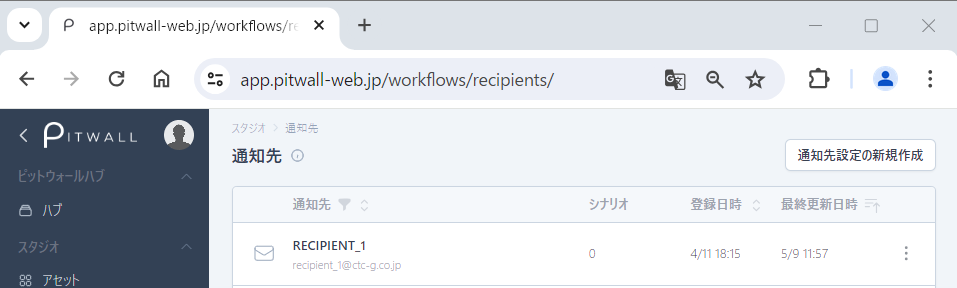 app.pitwall-web.jp/workflows/re
app.pitwall-web.jp/workflows/recipients/
PITWALL
スタジオ > 通知先
通知先
通知先設定の新規作成
ピットウォールハブ
ハブ
スタジオ
アセット
通知先 シナリオ 登録日時 最終更新日時
RECIPIENT_1 0 4/11 18:15 5/9 11:57
recipient_1@ctc-g.co.jp